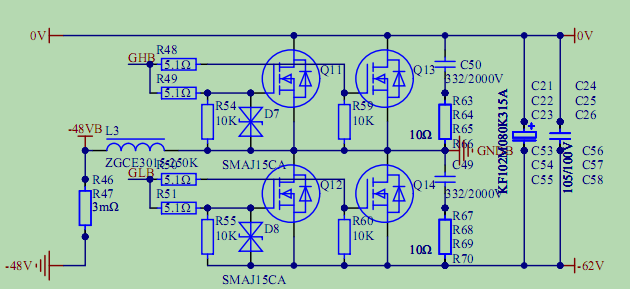 0V
0V
GHB
R48
5.1Ω
R49
5.1Ω
Q11
Q13
C50
332/2000V
R54
10K
D7
SMAJ15CA
R59
10K
R63
R64
R65
R66
10Ω
KF102M080K315A
C21
C22
C23
C24
C25
C26
-48VB
L3
ZGCE3015-250K
GNDB
R46
R47
3mΩ
GLB
5.1Ω
R51
5.1Ω
Q12
Q14
C49
332/2000V
R55
10K
D8
SMAJ15CA
R60
10K
R67
R68
R69
R70
10Ω
C53
C54
C55
105/100V
C56
C57
C58
-48V
-62V